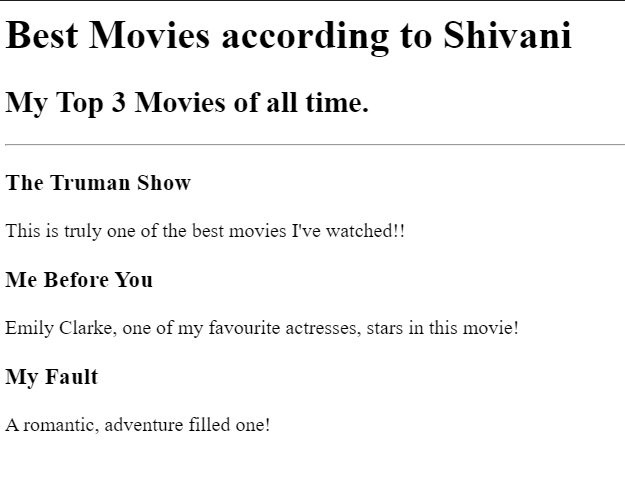 Best Movies according to Shivani
My Top 3 Movies of all time.
The Truman Show
This is truly one of the best movies I've watched!!
Me Before You
Emily Clarke, one of my favourite actresses, stars in this movie!
My Fault
A romantic, adventure filled one!